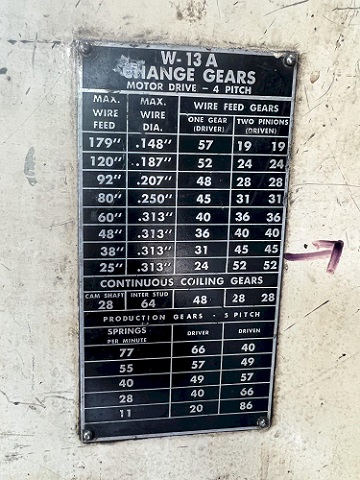 W-13A
CHANGE GEARS
MOTOR DRIVE - 4 PITCH
MAX. WIRE FEED MAX. WIRE DIA. WIRE FEED GEARS
ONE GEAR (DRIVER) TWO PINIONS (DRIVEN)
179" .148" 57 19 19
120" .187" 52 24 24
92" .207" 48 28 28
80" .250" 45 31 31
60" .313" 40 36 36
48" .313" 36 40 40
38" .313" 31 45 45
25" .313" 24 52 52
CONTINUOUS COILING GEARS
CAM SHAFT 28 INTER STUD 64 48 28 28
PRODUCTION GEARS - 5 PITCH
SPRINGS PER MINUTE DRIVER DRIVEN
77 66 40
55 57 49
40 49 57
28 40 66
11 20 86